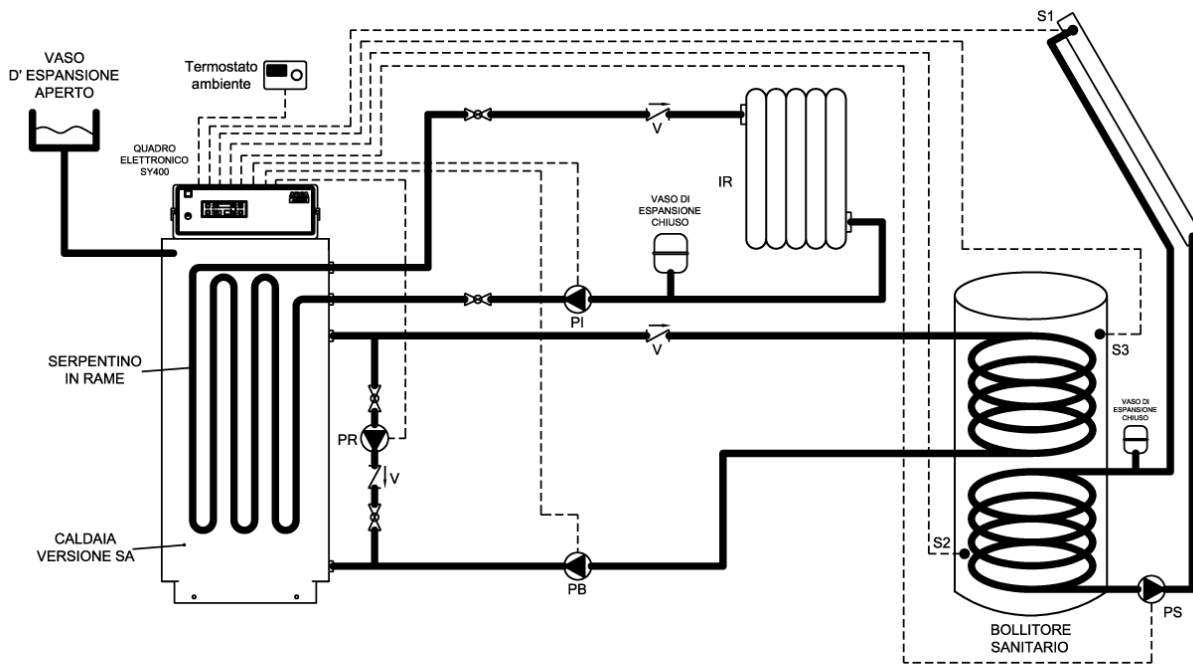 S1
VASO
D' ESPANSIONE
APERTO
Termostato
ambiente
QUADRO
ELETTRONICO
SY400
V
IR
VASO DI
ESPANSIONE
CHIUSO
PI
V
S3
SERPENTINO
IN RAME
VASO DI
ESPANSIONE
CHIUSO
PR
V
S2
CALDAIA
VERSIONE SA
PB
PS
BOLLITORE
SANITARIO